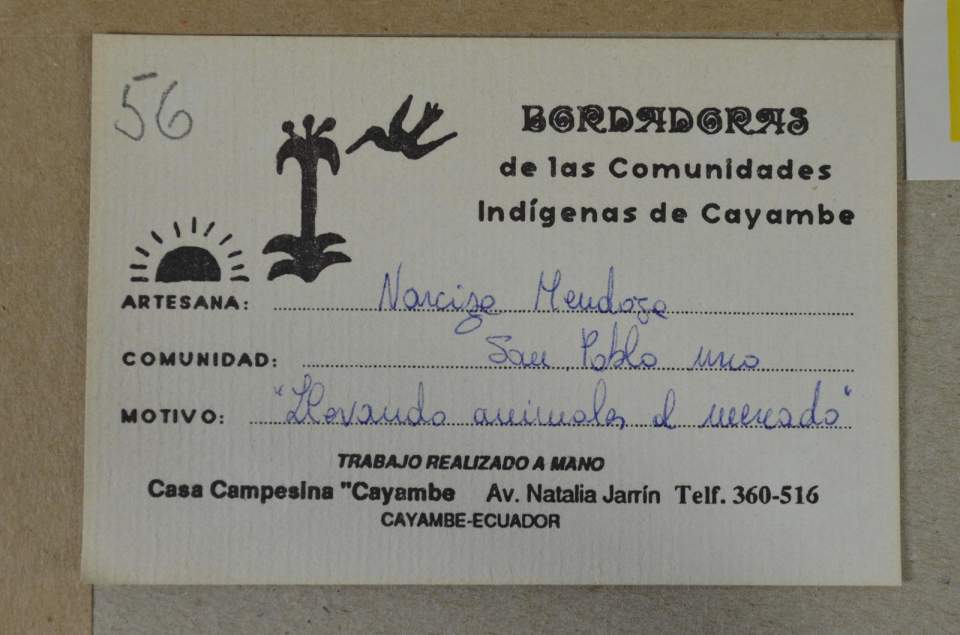 56
BORDADORAS
de las Comunidades
Indígenas de Cayambe
ARTESANA: Narciza Mendoza
COMUNIDAD: San Pablo uno
MOTIVO: "Llevando animales al mercado"
TRABAJO REALIZADO A MANO
Casa Campesina "Cayambe Av. Natalia Jarrín Telf. 360-516
CAYAMBE-ECUADOR